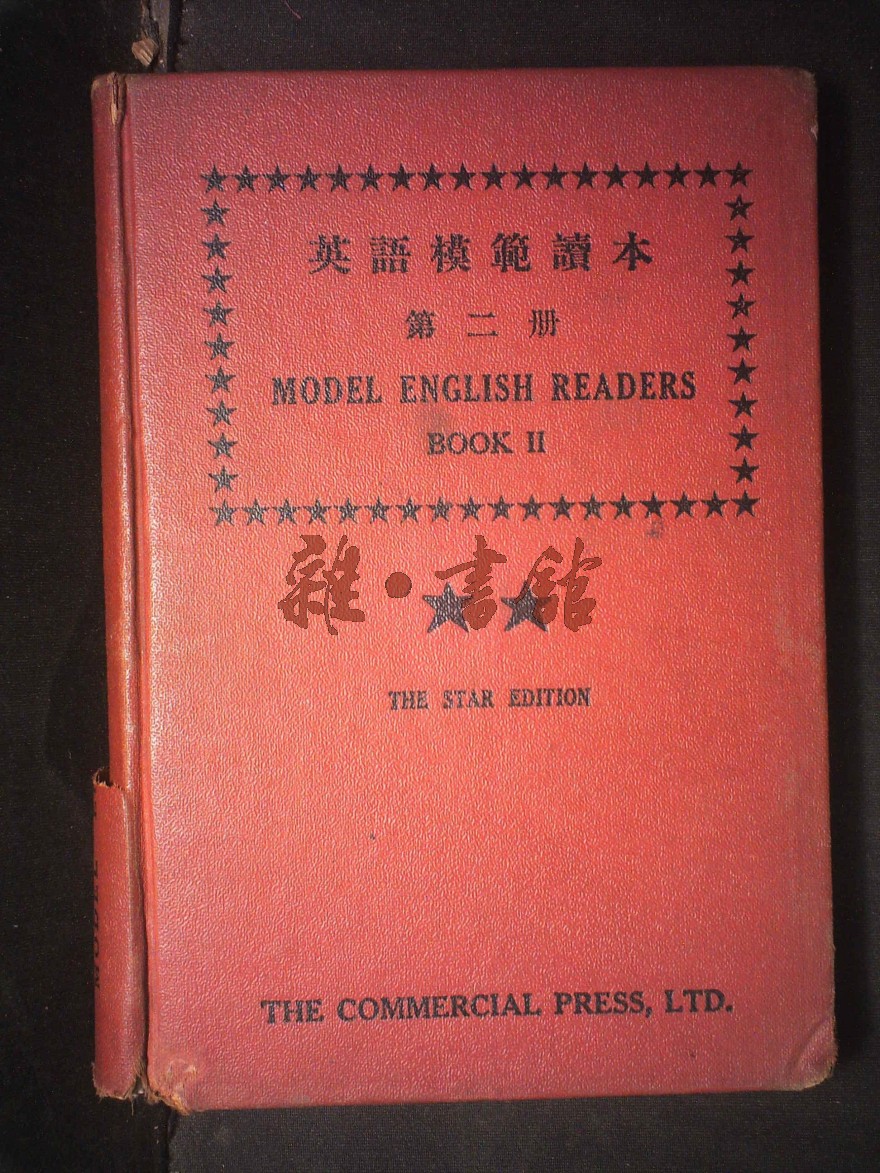 英語模範讀本
第二册
MODEL ENGLISH READERS
BOOK II
雜·書館
THE STAR EDITION
THE COMMERCIAL PRESS, LTD.
MODEL